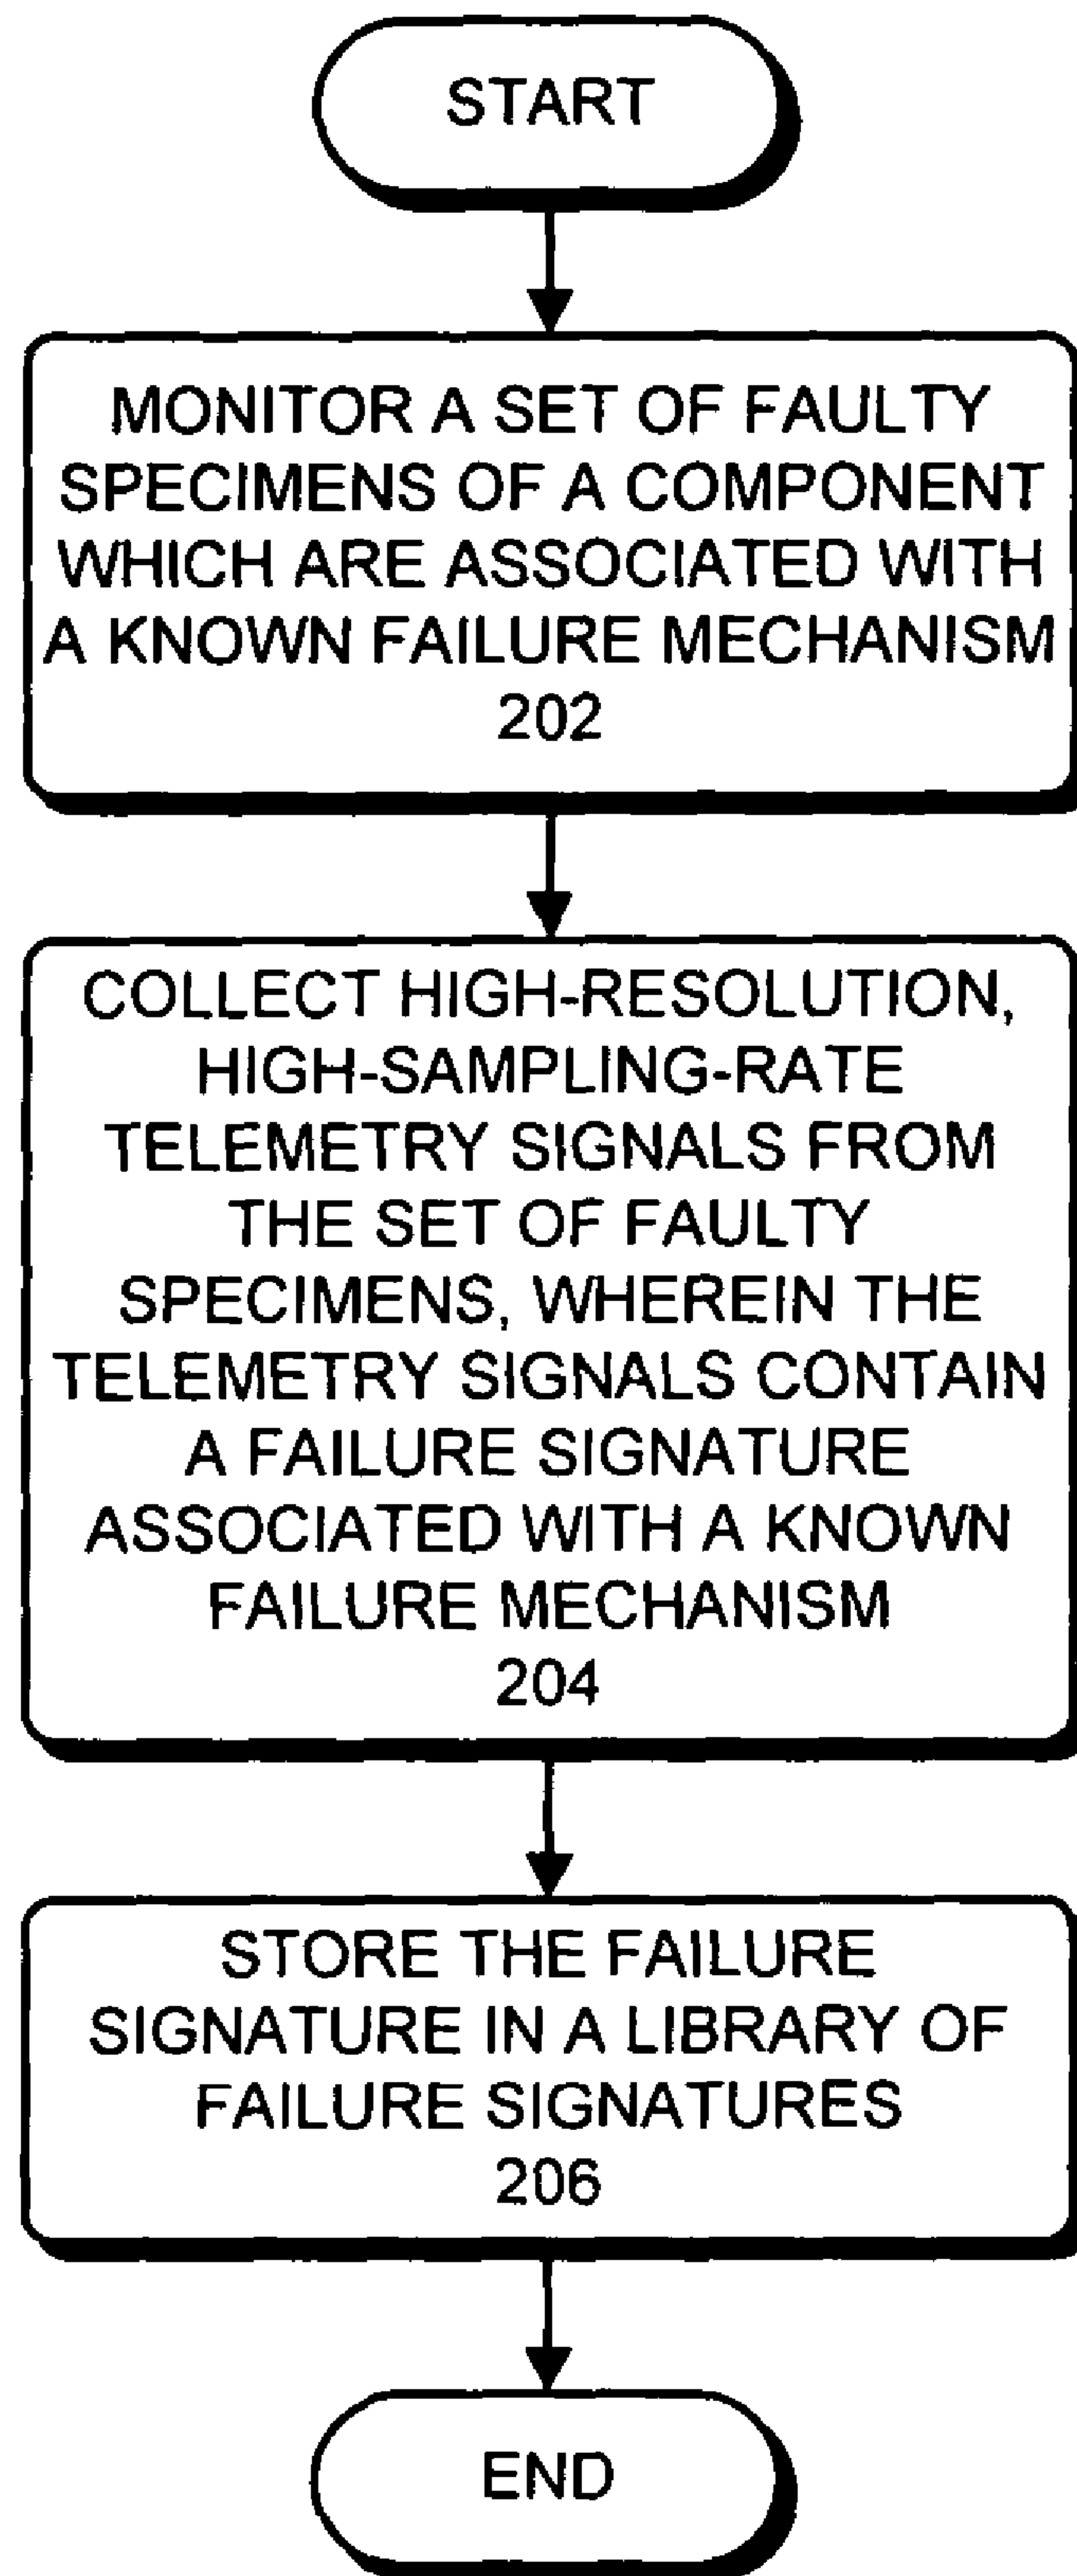 START
MONITOR A SET OF FAULTY
SPECIMENS OF A COMPONENT
WHICH ARE ASSOCIATED WITH
A KNOWN FAILURE MECHANISM
202
COLLECT HIGH-RESOLUTION,
HIGH-SAMPLING-RATE
TELEMETRY SIGNALS FROM
THE SET OF FAULTY
SPECIMENS, WHEREIN THE
TELEMETRY SIGNALS CONTAIN
A FAILURE SIGNATURE
ASSOCIATED WITH A KNOWN
FAILURE MECHANISM
204
STORE THE FAILURE
SIGNATURE IN A LIBRARY OF
FAILURE SIGNATURES
206
END